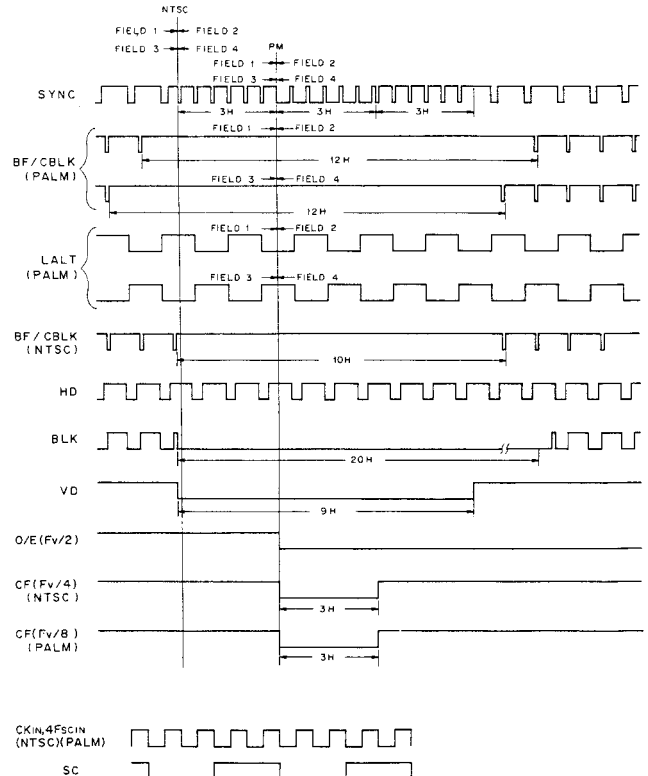 NTSC
FIELD 1 FIELD 2
FIELD 3 FIELD 4
PM
FIELD 1 FIELD 2
FIELD 3 FIELD 4
SYNC
3H 3H 3H
FIELD 1 FIELD 2
BF/CBLK
(PALM)
12H
FIELD 3 FIELD 4
12H
FIELD 1 FIELD 2
LALT
(PALM)
FIELD 3 FIELD 4
BF/CBLK
(NTSC)
10H
HD
BLK
20H
VD
9H
O/E(Fv/2)
CF(Fv/4)
(NTSC)
3H
CF(Fv/8)
(PALM)
3H
CKIN,4FSCIN
(NTSC)(PALM)
SC